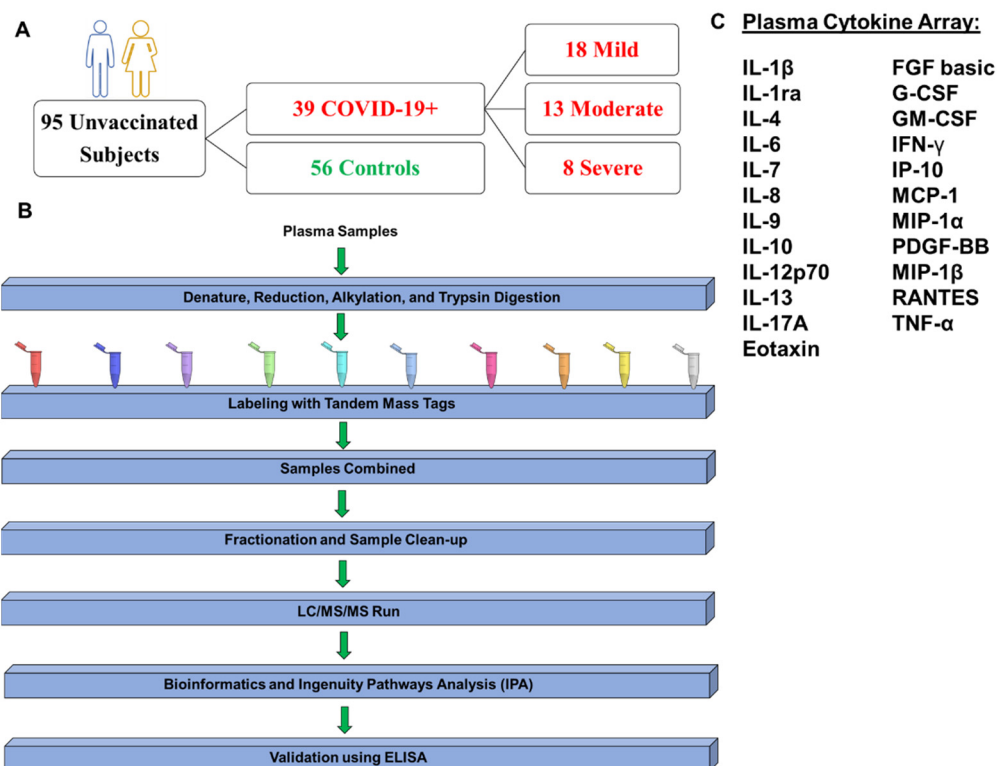 A
95 Unvaccinated
Subjects
39 COVID-19+
56 Controls
18 Mild
13 Moderate
8 Severe
B
Plasma Samples
Denature, Reduction, Alkylation, and Trypsin Digestion
Labeling with Tandem Mass Tags
Samples Combined
Fractionation and Sample Clean-up
LC/MS/MS Run
Bioinformatics and Ingenuity Pathways Analysis (IPA)
Validation using ELISA
C Plasma Cytokine Array:
IL-1β
IL-1ra
IL-4
IL-6
IL-7
IL-8
IL-9
IL-10
IL-12p70
IL-13
IL-17A
Eotaxin
FGF basic
G-CSF
GM-CSF
IFN-γ
IP-10
MCP-1
MIP-1α
PDGF-BB
MIP-1β
RANTES
TNF-α